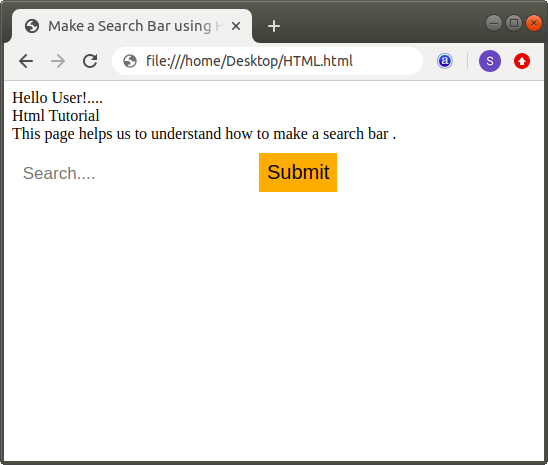 Make a Search Bar using H
file:///home/Desktop/HTML.html
a
S
Hello User!....
Html Tutorial
This page helps us to understand how to make a search bar .
Search....
Submit